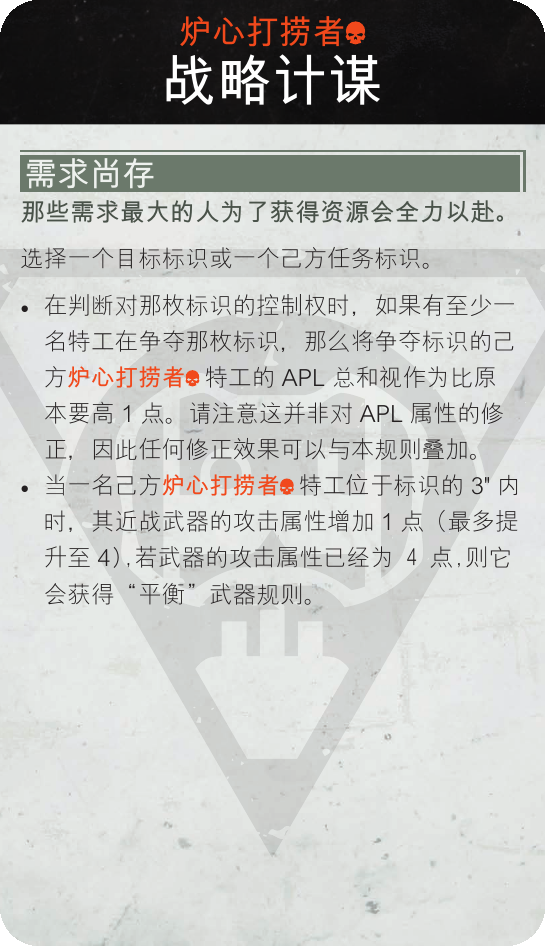 炉心打捞者
战略计谋
需求尚存
那些需求最大的人为了获得资源会全力以赴。
选择一个目标标识或一个己方任务标识。
• 在判断对那枚标识的控制权时，如果有至少一
名特工在争夺那枚标识，那么将争夺标识的己
方炉心打捞者特工的 APL 总和视作为比原
本要高 1 点。请注意这并非对 APL 属性的修
正，因此任何修正效果可以与本规则叠加。
• 当一名己方炉心打捞者特工位于标识的 3" 内
时，其近战武器的攻击属性增加 1 点（最多提
升至 4）,若武器的攻击属性已经为 4 点,则它
会获得“平衡”武器规则。